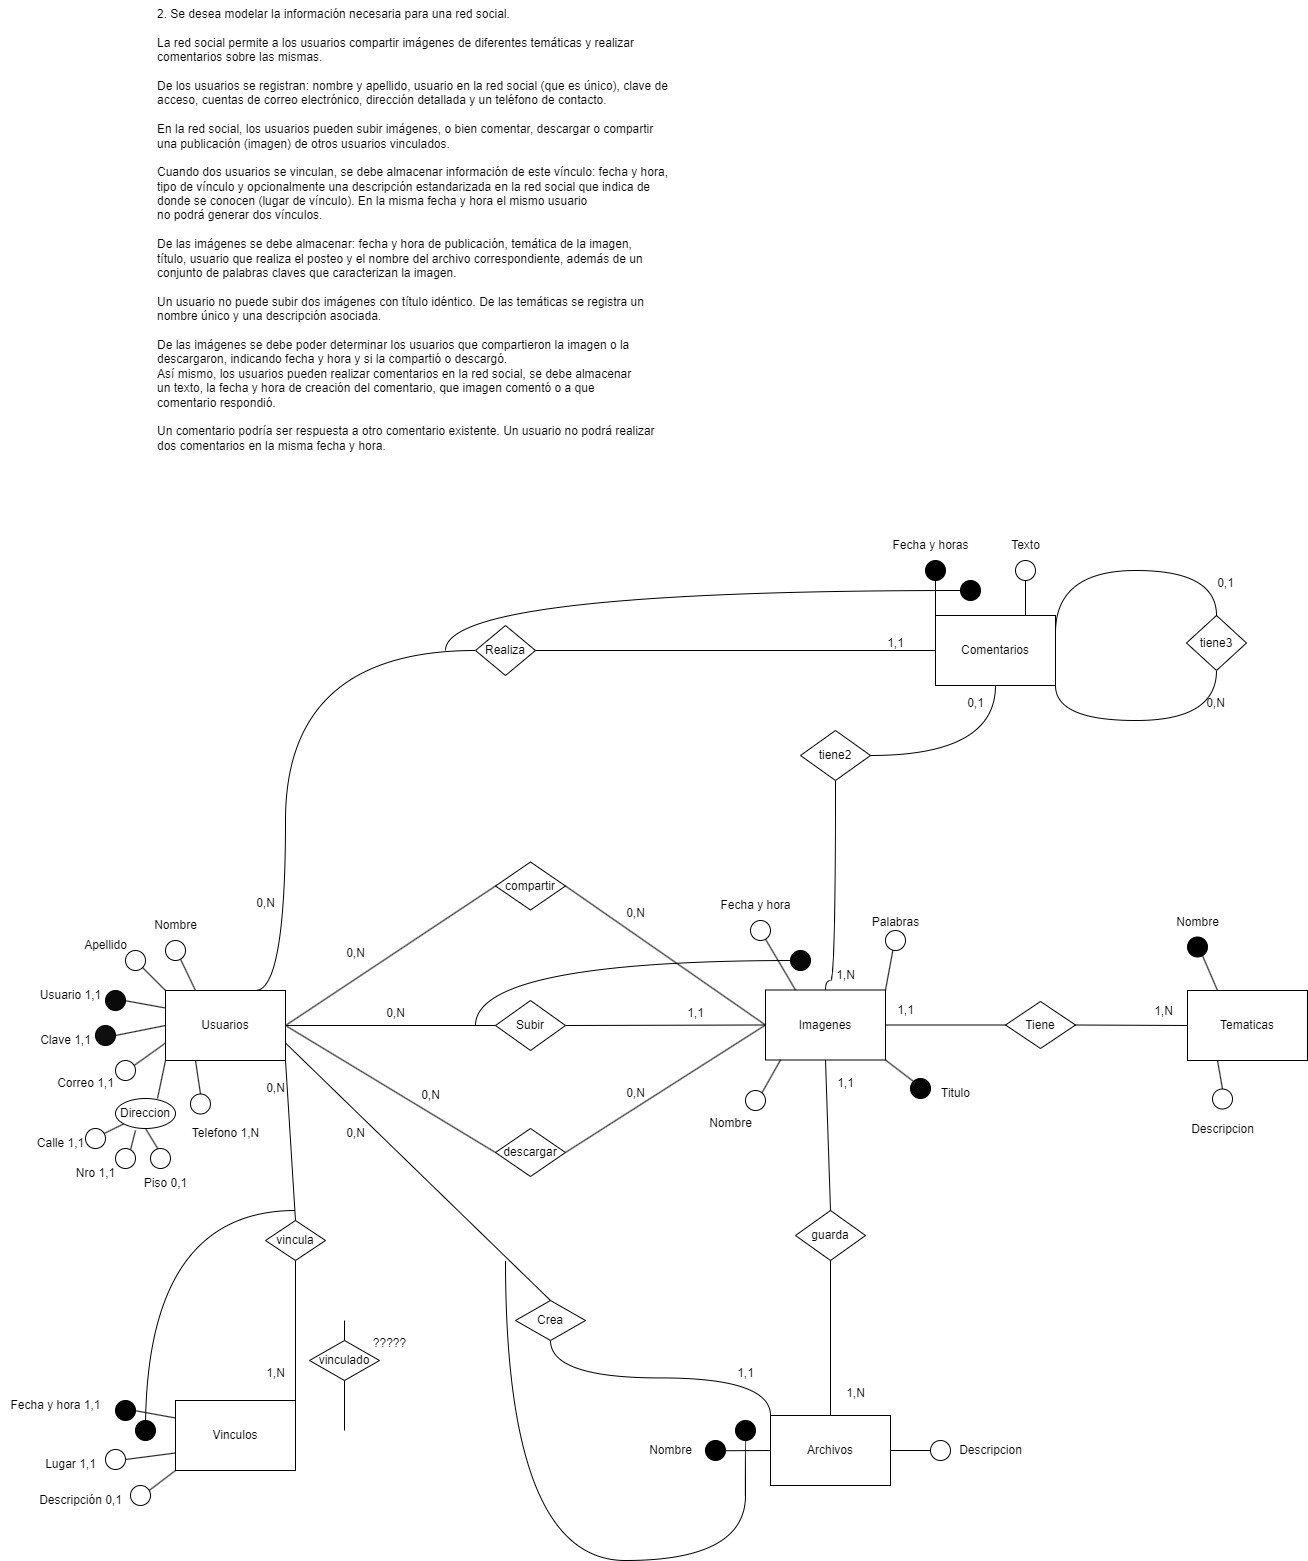 2. Se desea modelar la información necesaria para una red social.
La red social permite a los usuarios compartir imágenes de diferentes temáticas y realizar
comentarios sobre las mismas.
De los usuarios se registran: nombre y apellido, usuario en la red social (que es único), clave de
acceso, cuentas de correo electrónico, dirección detallada y un teléfono de contacto.
En la red social, los usuarios pueden subir imágenes, o bien comentar, descargar o compartir
una publicación (imagen) de otros usuarios vinculados.
Cuando dos usuarios se vinculan, se debe almacenar información de este vínculo: fecha y hora,
tipo de vínculo y opcionalmente una descripción estandarizada en la red social que indica de
donde se conocen (lugar de vínculo). En la misma fecha y hora el mismo usuario
no podrá generar dos vínculos.
De las imágenes se debe almacenar: fecha y hora de publicación, temática de la imagen,
título, usuario que realiza el posteo y el nombre del archivo correspondiente, además de un
conjunto de palabras claves que caracterizan la imagen.
Un usuario no puede subir dos imágenes con título idéntico. De las temáticas se registra un
nombre único y una descripción asociada.
De las imágenes se debe poder determinar los usuarios que compartieron la imagen o la
descargaron, indicando fecha y hora y si la compartió o descargó.
Así mismo, los usuarios pueden realizar comentarios en la red social, se debe almacenar
un texto, la fecha y hora de creación del comentario, que imagen comentó o a que
comentario respondió.
Un comentario podría ser respuesta a otro comentario existente. Un usuario no podrá realizar
dos comentarios en la misma fecha y hora.
Fecha y horas
Texto
0,1
Realiza
1,1
Comentarios
tiene3
0,1
0,N
tiene2
compartir
0,N
0,N
Fecha y hora
Palabras
Nombre
Nombre
Apellido
0,N
1,N
Usuario 1,1
Usuarios
0,N
Subir
1,1
Imagenes
1,1
Tiene
1,N
Tematicas
Clave 1,1
Correo 1,1
0,N
0,N
0,N
1,1
Titulo
Direccion
Telefono 1,N
0,N
Nombre
Descripcion
Calle 1,1
Nro 1,1
Piso 0,1
descargar
vincula
guarda
Crea
?????
vinculado
1,N
1,1
1,N
Fecha y hora 1,1
Vinculos
Lugar 1,1
Descripción 0,1
Nombre
Archivos
Descripcion